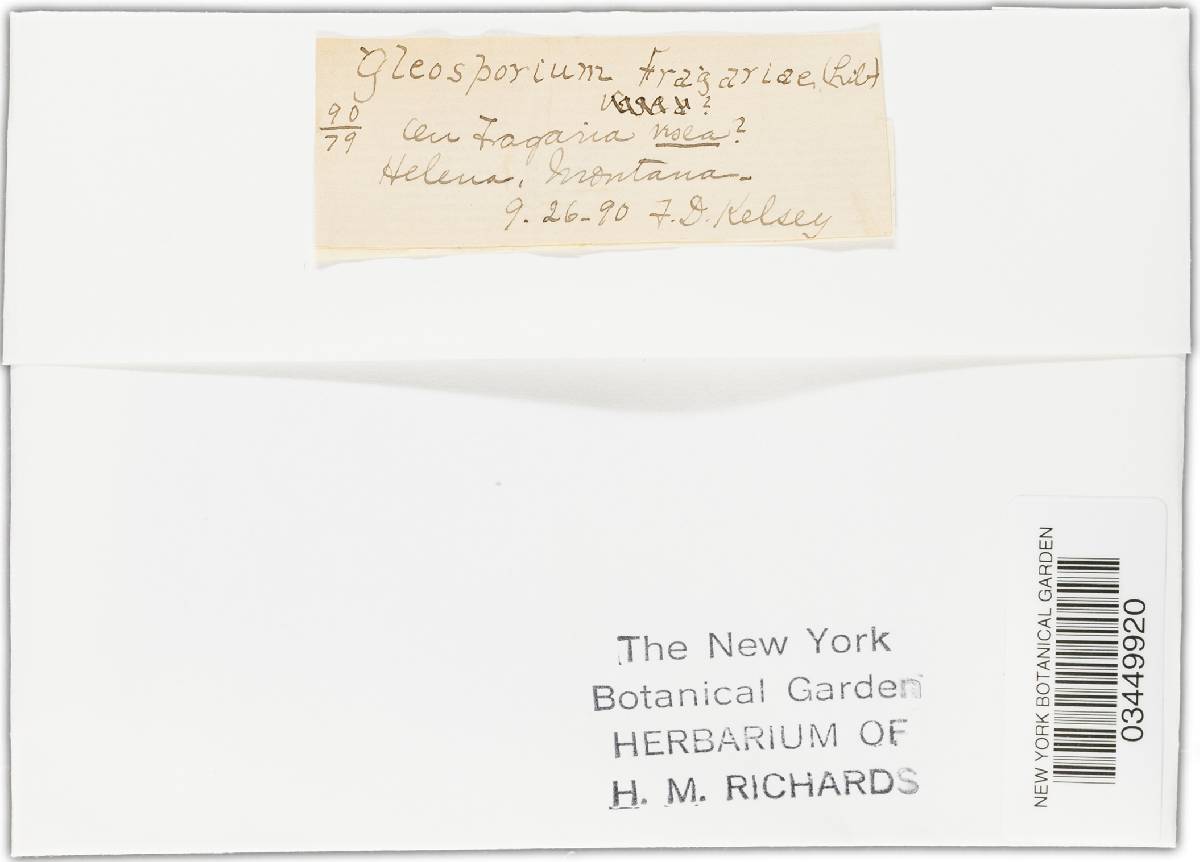 Gleosporium Fragariae (Lib)
?
90
79
On Fragaria vsea?
Helena, Montana.
9-26-90 F. D. Kelsey
The New York
Botanical Garden
HERBARIUM OF
H. M. RICHARDS
NEW YORK BOTANICAL GARDEN
03449920